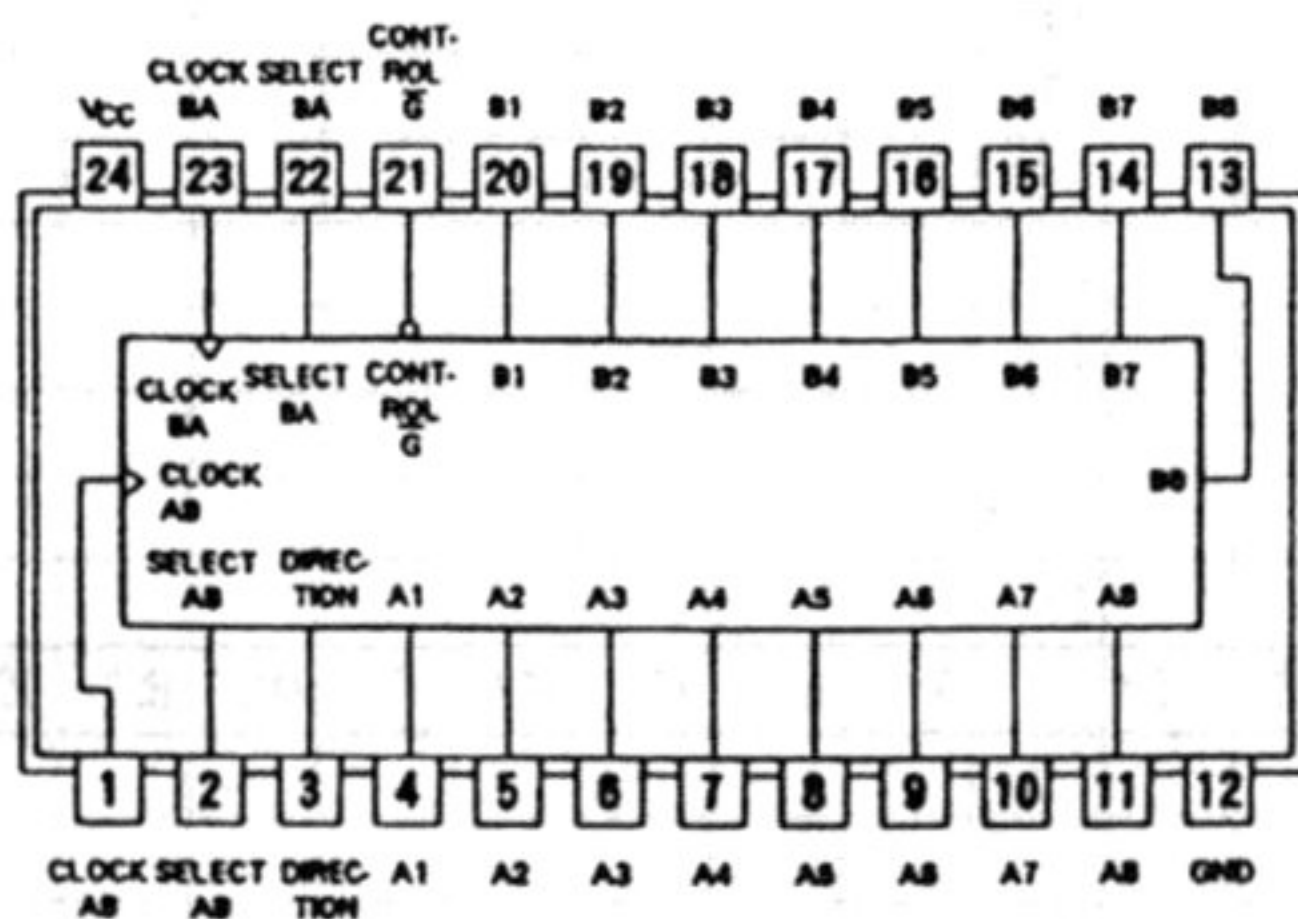 CONT-
CLOCK SELECT ROL
VCC BA BA G̅ B1 B2 B3 B4 B5 B6 B7 B8
24 23 22 21 20 19 18 17 16 15 14 13
CLOCK SELECT CONT- B1 B2 B3 B4 B5 B6 B7
BA BA ROL
G̅
CLOCK B8
AB
SELECT DIREC-
AB TION A1 A2 A3 A4 A5 A6 A7 A8
1 2 3 4 5 6 7 8 9 10 11 12
CLOCK SELECT DIREC- A1 A2 A3 A4 A5 A6 A7 A8 GND
AB AB TION